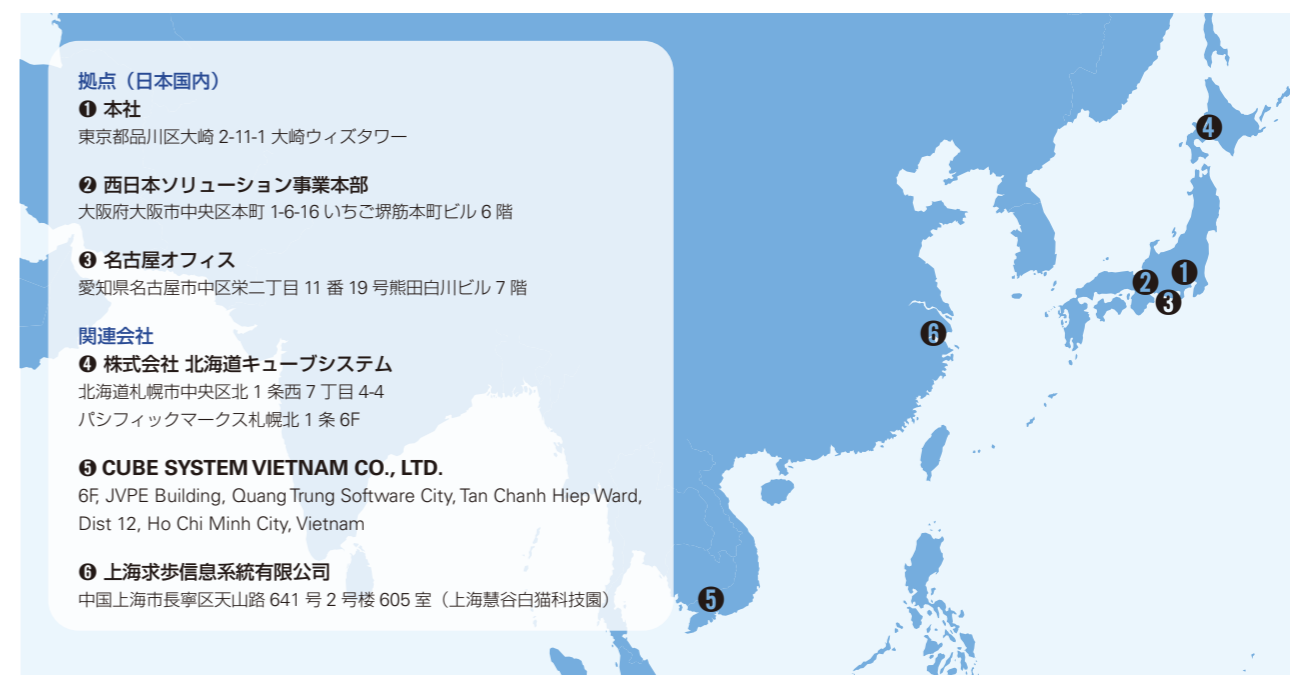 拠点（日本国内）
❶ 本社
東京都品川区大崎 2-11-1 大崎ウィズタワー
❷ 西日本ソリューション事業本部
大阪府大阪市中央区本町 1-6-16 いちご堺筋本町ビル 6 階
❸ 名古屋オフィス
愛知県名古屋市中区栄二丁目 11 番 19 号熊田白川ビル 7 階
関連会社
❹ 株式会社 北海道キューブシステム
北海道札幌市中央区北 1 条西 7 丁目 4-4
パシフィックマークス札幌北 1 条 6F
❺ CUBE SYSTEM VIETNAM CO., LTD.
6F, JVPE Building, Quang Trung Software City, Tan Chanh Hiep Ward,
Dist 12, Ho Chi Minh City, Vietnam
❻ 上海求歩信息系統有限公司
中国上海市長寧区天山路 641 号 2 号楼 605 室（上海慧谷白猫科技園）
❹
❶
❷
❸
❻
❺